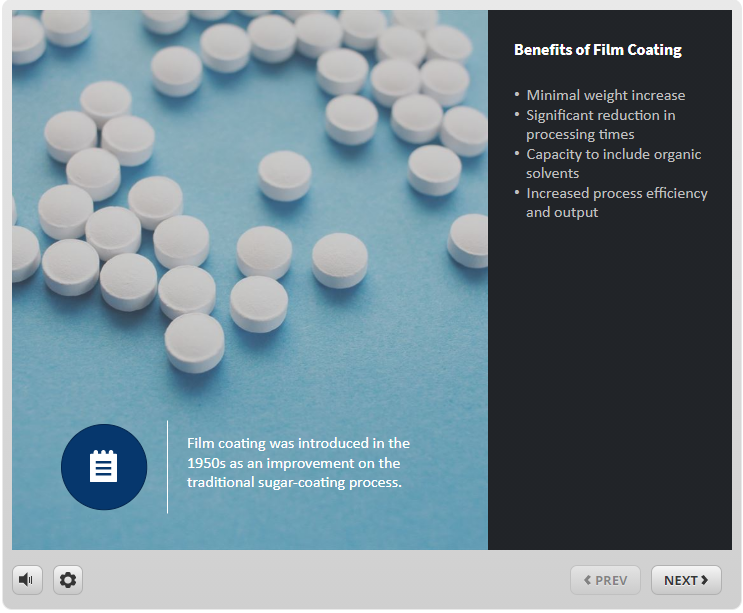 Benefits of Film Coating
• Minimal weight increase
• Significant reduction in
processing times
• Capacity to include organic
solvents
• Increased process efficiency
and output
Film coating was introduced in the
1950s as an improvement on the
traditional sugar-coating process.
PREV
NEXT